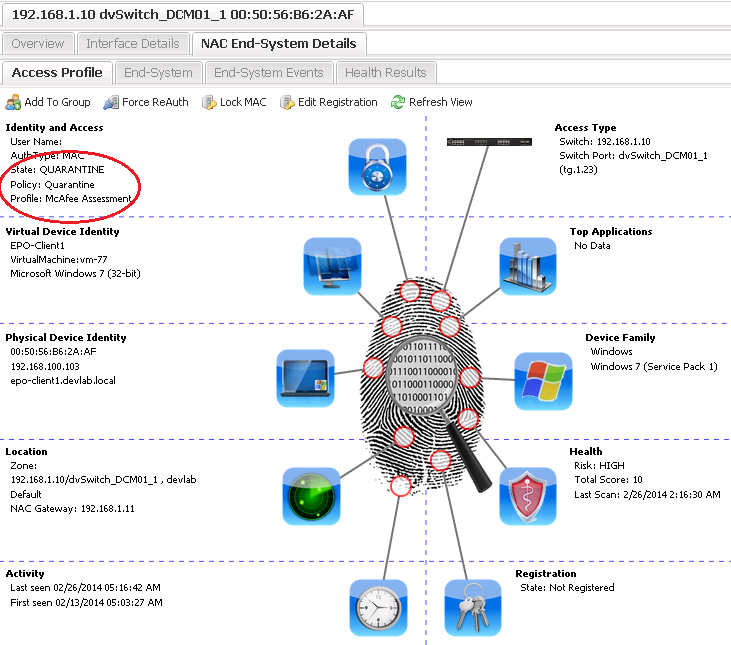 192.168.1.10 dvSwitch_DCM01_1 00:50:56:B6:2A:AF
Overview Interface Details NAC End-System Details
Access Profile End-System End-System Events Health Results
Add To Group Force ReAuth Lock MAC Edit Registration Refresh View
Identity and Access
User Name:
AuthType: MAC
State: QUARANTINE
Policy: Quarantine
Profile: McAfee Assessment
Access Type
Switch: 192.168.1.10
Switch Port: dvSwitch_DCM01_1
(tg.1.23)
Virtual Device Identity
EPO-Client1
VirtualMachine:vm-77
Microsoft Windows 7 (32-bit)
Top Applications
No Data
Physical Device Identity
00:50:56:B6:2A:AF
192.168.100.103
epo-client1.devlab.local
Device Family
Windows
Windows 7 (Service Pack 1)
Location
Zone:
192.168.1.10/dvSwitch_DCM01_1 , devlab
Default
NAC Gateway: 192.168.1.11
Health
Risk: HIGH
Total Score: 10
Last Scan: 2/26/2014 2:16:30 AM
Activity
Last seen 02/26/2014 05:16:42 AM
First seen 02/13/2014 05:03:27 AM
Registration
State: Not Registered